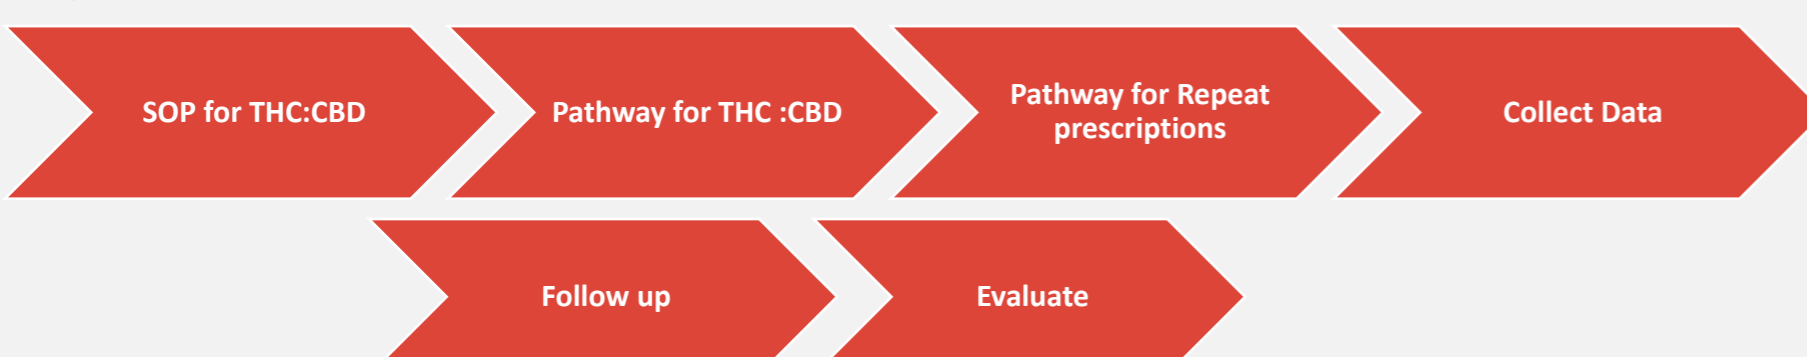 SOP for THC:CBD
Pathway for THC :CBD
Pathway for Repeat
prescriptions
Collect Data
Follow up
Evaluate